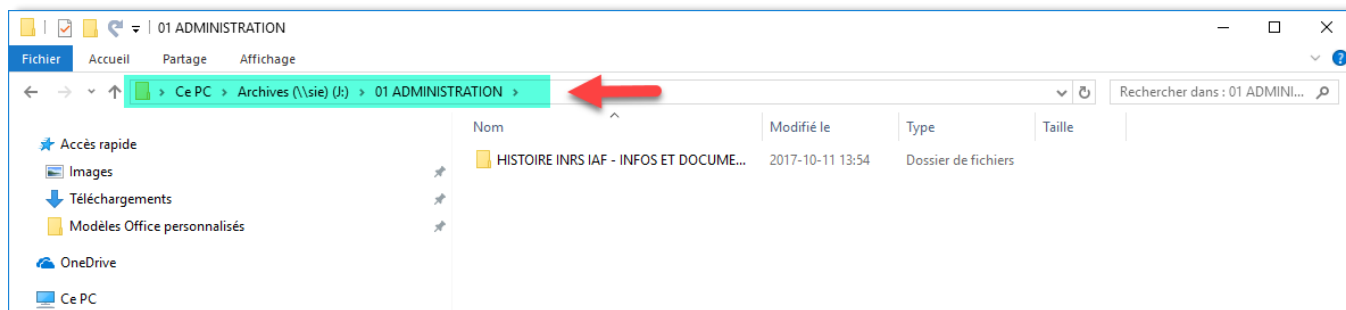 01 ADMINISTRATION
Fichier Accueil Partage Affichage
Ce PC > Archives (\\sie) (J:) > 01 ADMINISTRATION >
Rechercher dans : 01 ADMINI...
Nom Modifié le Type Taille
Accès rapide
HISTOIRE INRS IAF - INFOS ET DOCUME... 2017-10-11 13:54 Dossier de fichiers
Images
Téléchargements
Modèles Office personnalisés
OneDrive
Ce PC